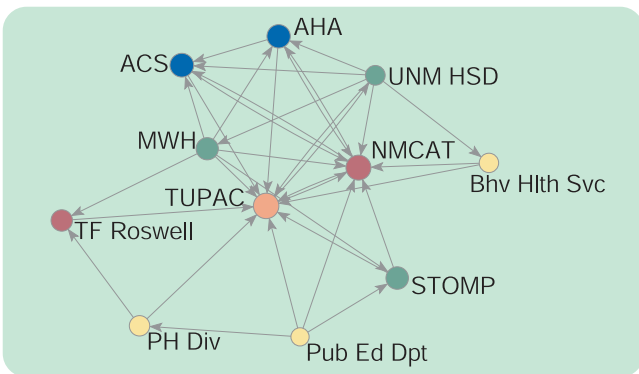 AHA
ACS
UNM HSD
MWH
NMCAT
Bhv Hlth Svc
TUPAC
TF Roswell
STOMP
PH Div
Pub Ed Dpt